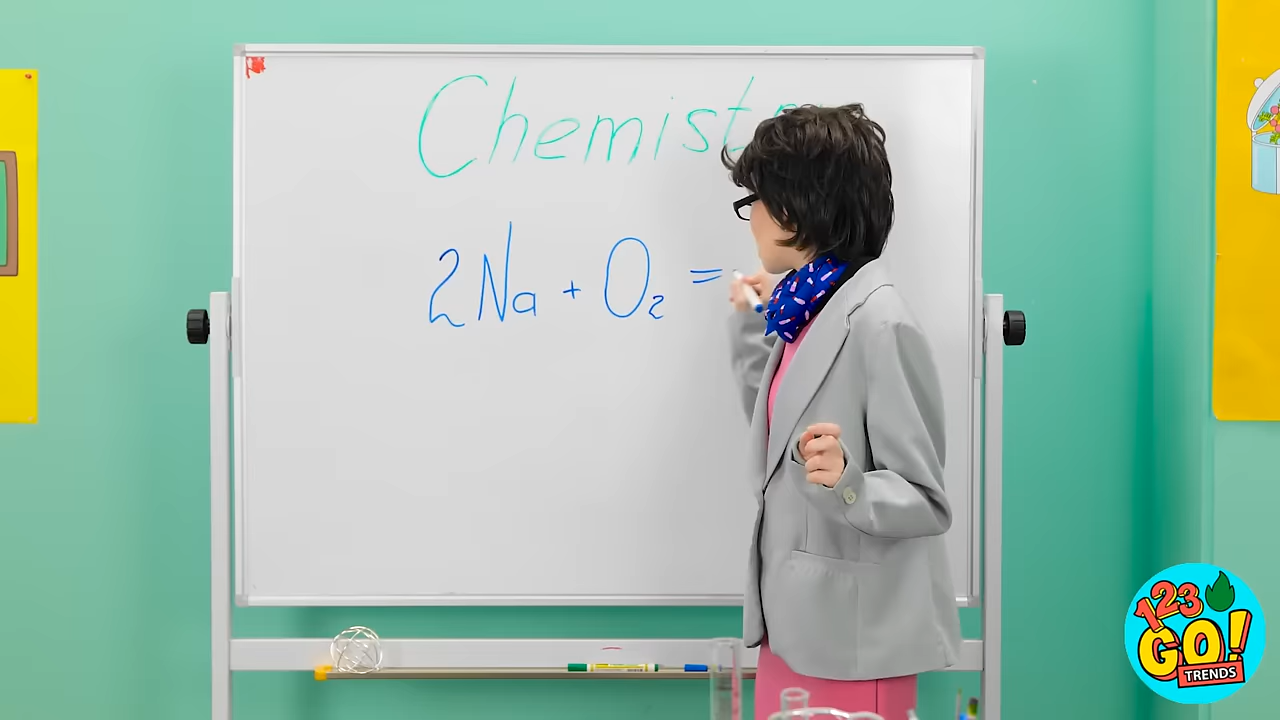 Chemist
2Na + O₂ =
123
GO!
TRENDS